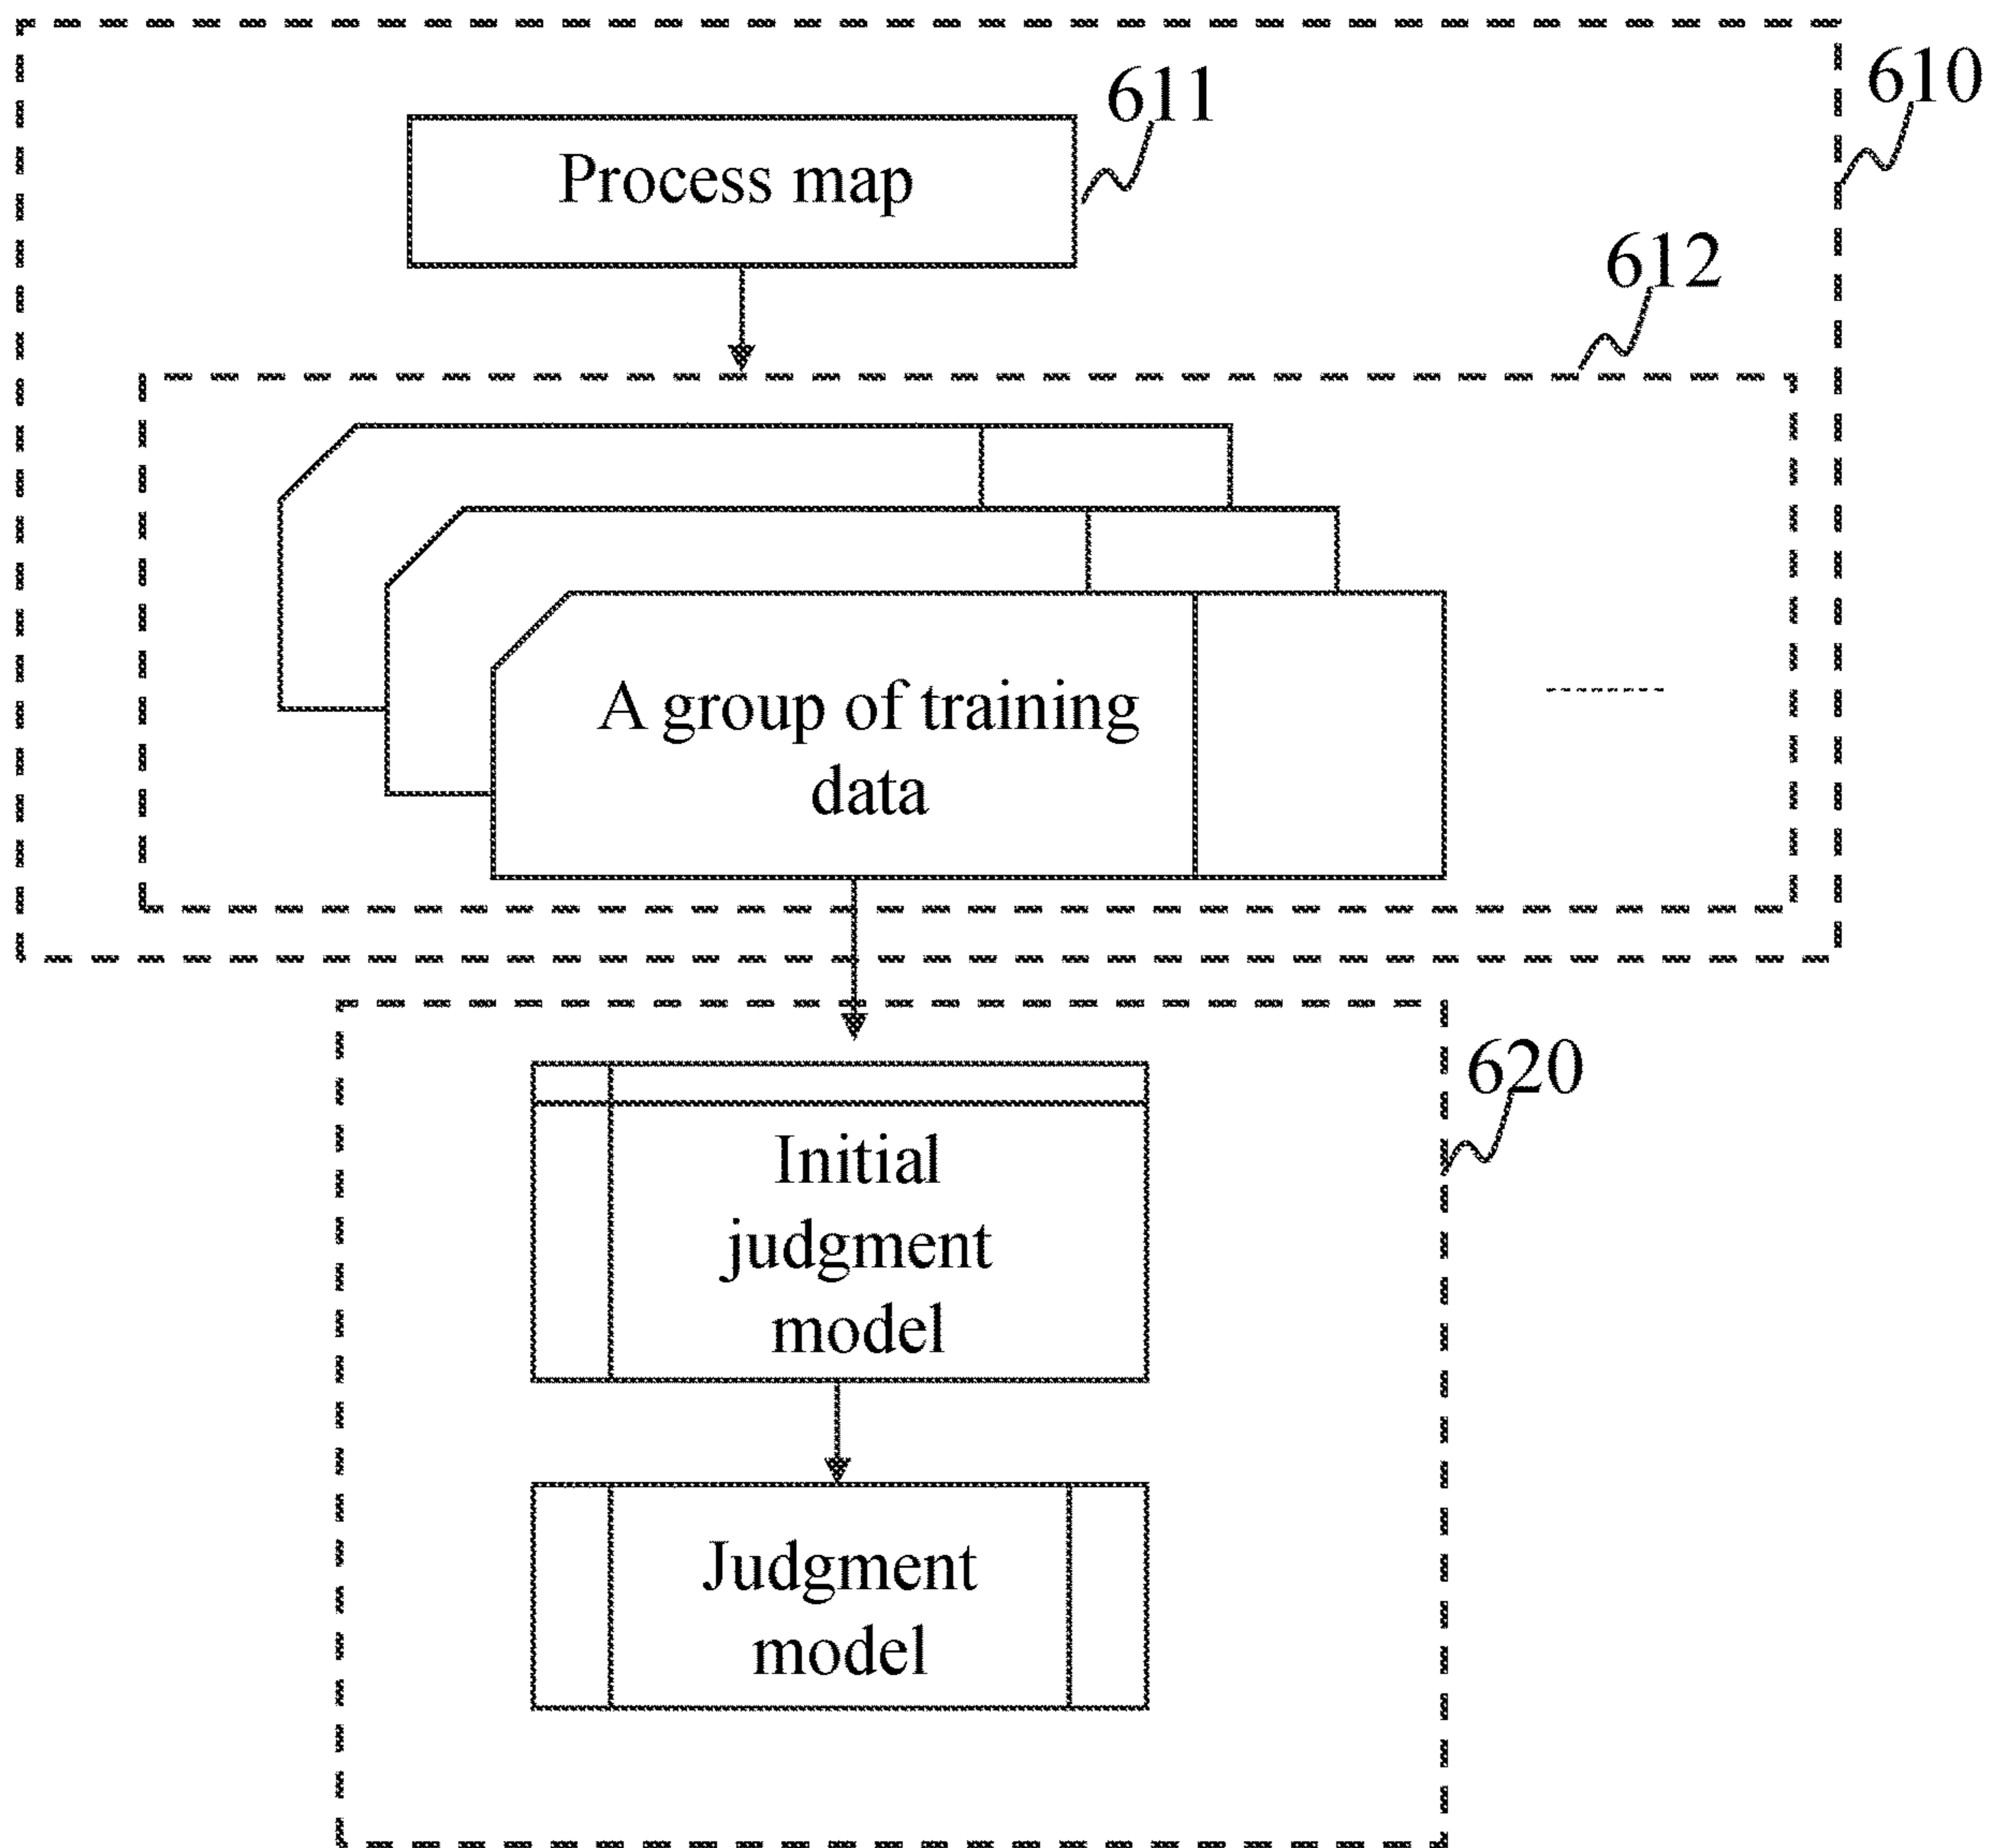 610
611
Process map
612
A group of training
data
620
Initial
judgment
model
Judgment
model